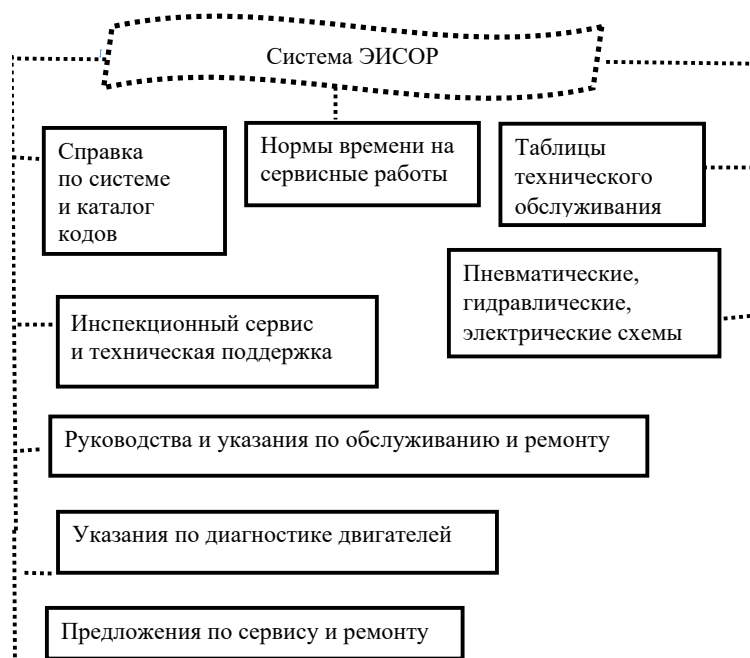 Система ЭИСОР
Справка
по системе
и каталог
кодов
Нормы времени на
сервисные работы
Таблицы
технического
обслуживания
Пневматические,
гидравлические,
электрические схемы
Инспекционный сервис
и техническая поддержка
Руководства и указания по обслуживанию и ремонту
Указания по диагностике двигателей
Предложения по сервису и ремонту